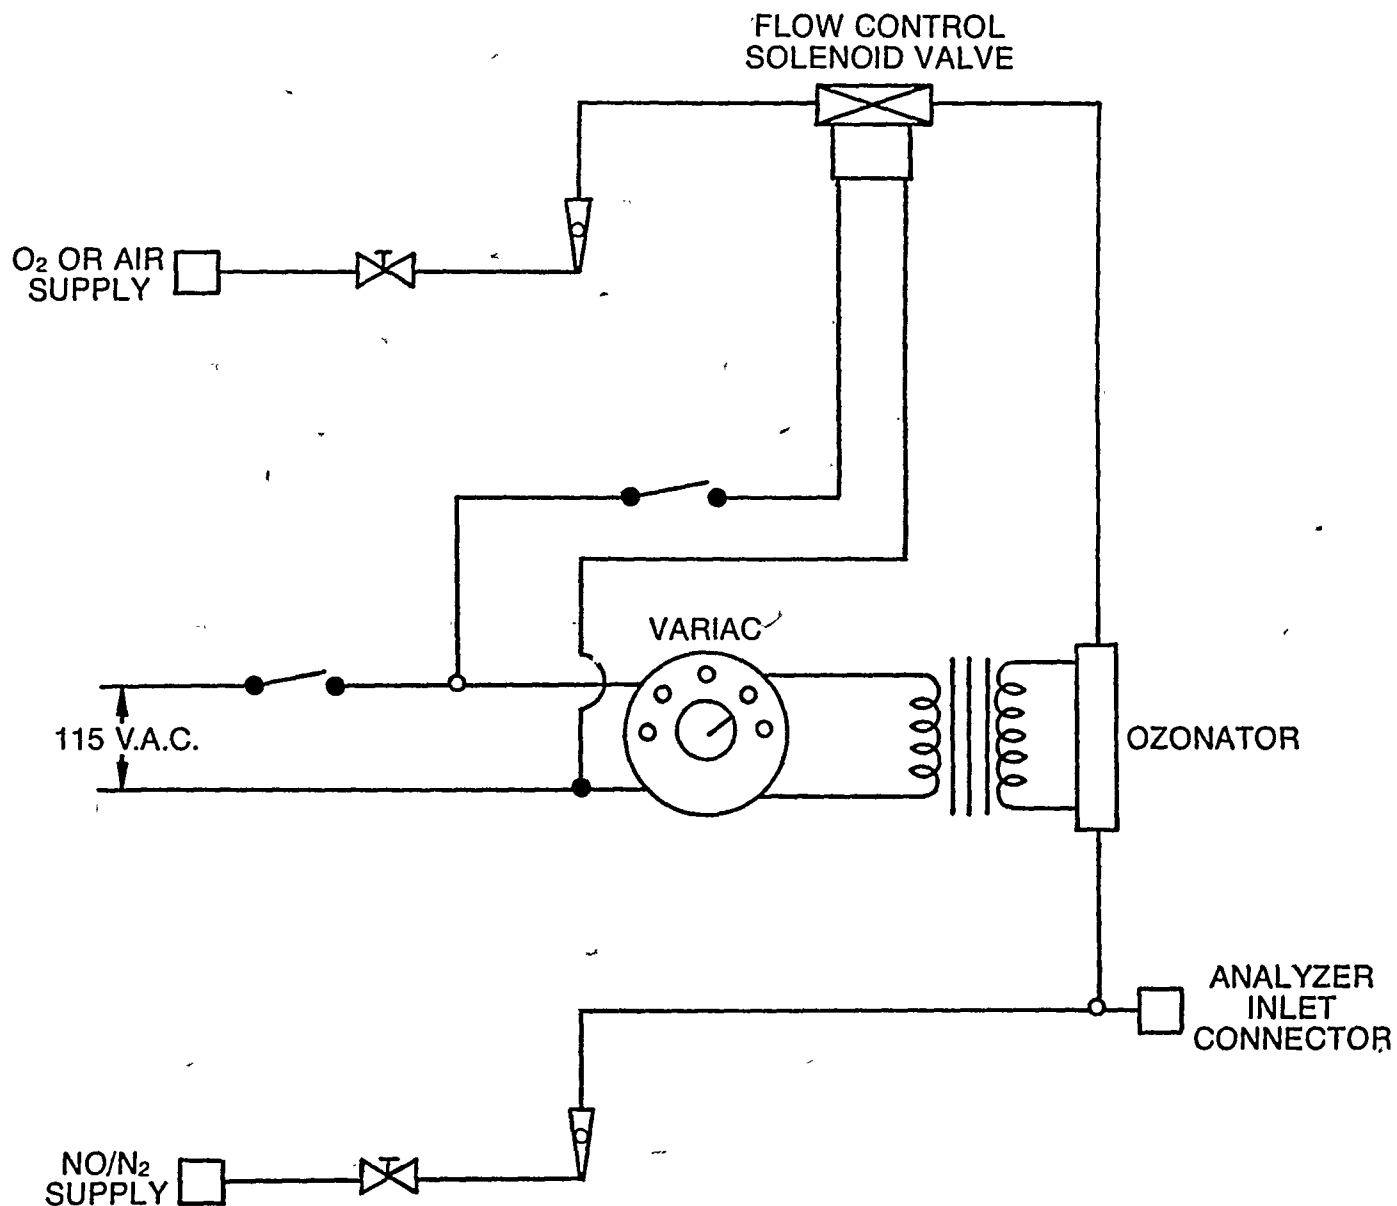 FLOW CONTROL
SOLENOID VALVE
O₂ OR AIR
SUPPLY
VARIAC
115 V.A.C.
OZONATOR
ANALYZER
INLET
CONNECTOR
NO/N₂
SUPPLY